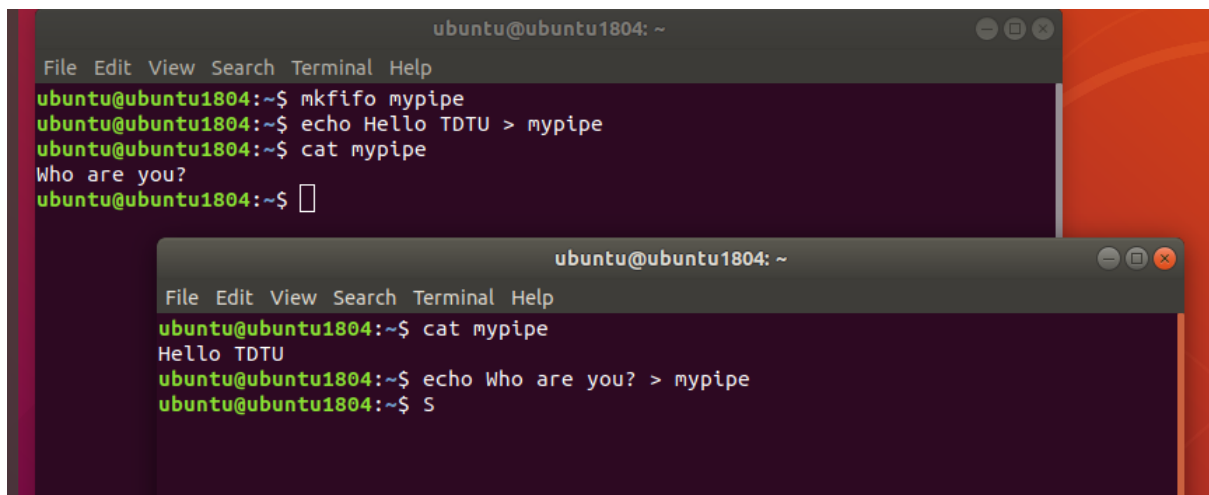 ubuntu@ubuntu1804: ~
File Edit View Search Terminal Help
ubuntu@ubuntu1804:~$ mkfifo mypipe
ubuntu@ubuntu1804:~$ echo Hello TDTU > mypipe
ubuntu@ubuntu1804:~$ cat mypipe
Who are you?
ubuntu@ubuntu1804:~$
ubuntu@ubuntu1804: ~
File Edit View Search Terminal Help
ubuntu@ubuntu1804:~$ cat mypipe
Hello TDTU
ubuntu@ubuntu1804:~$ echo Who are you? > mypipe
ubuntu@ubuntu1804:~$ S